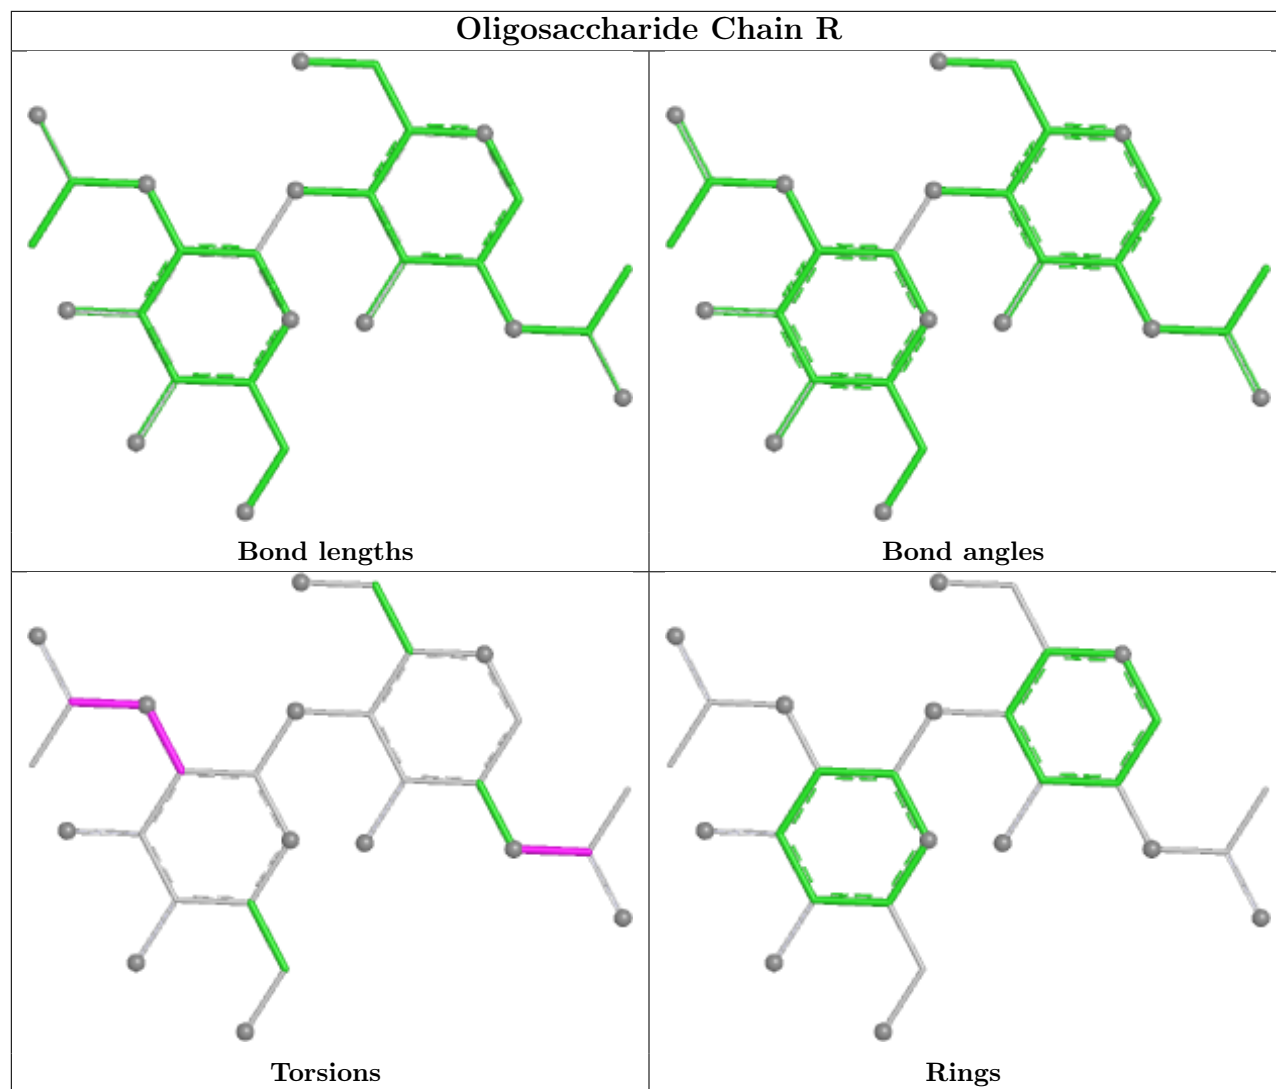 Oligosaccharide Chain R
Bond lengths
Bond angles
Torsions
Rings